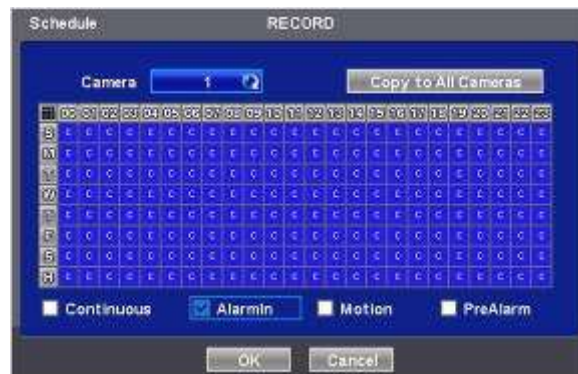 Schedule RECORD
Camera 1 Copy to All Cameras
00 01 02 03 04 05 06 07 08 09 10 11 12 13 14 15 16 17 18 19 20 21 22 23
S C C C C C C C C C C C C C C C C C C C C C C C C
M C C C C C C C C C C C C C C C C C C C C C C C C
T C C C C C C C C C C C C C C C C C C C C C C C C
W C C C C C C C C C C C C C C C C C C C C C C C C
T C C C C C C C C C C C C C C C C C C C C C C C C
F C C C C C C C C C C C C C C C C C C C C C C C C
S C C C C C C C C C C C C C C C C C C C C C C C C
H C C C C C C C C C C C C C C C C C C C C C C C C
Continuous AlarmIn Motion PreAlarm
OK Cancel